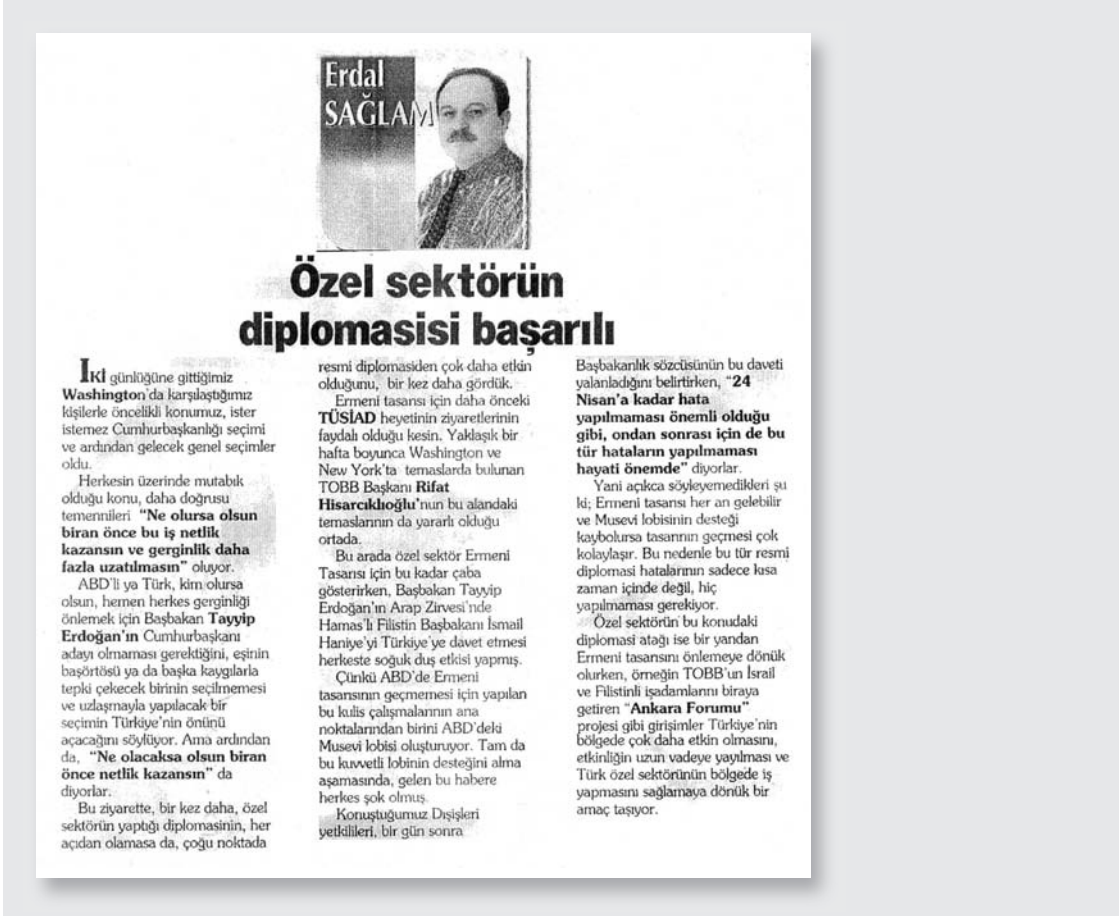 Erdal
SAĞLAM
Özel sektörün
diplomasisi başarılı
İKİ günlüğüne gittiğimiz
Washington'da karşılaştığımız
kişilerle öncelikli konumuz, ister
istemez Cumhurbaşkanlığı seçimi
ve ardından gelecek genel seçimler
oldu.
Herkesin üzerinde mutabık
olduğu konu, daha doğrusu
temennileri "Ne olursa olsun
biran önce bu iş netlik
kazansın ve gerginlik daha
fazla uzatılmasın" oluyor.
ABD'li ya Türk, kim olursa
olsun, hemen herkes gerginliği
önlemek için Başbakan Tayyip
Erdoğan'ın Cumhurbaşkanı
adayı olmaması gerektiğini, eşinin
başörtösü ya da başka kaygılarla
tepki çekecek birinin seçilmemesi
ve uzlaşmayla yapılacak bir
seçimin Türkiye'nin önünü
açacağını söylüyor. Ama ardından
da, "Ne olacaksa olsun biran
önce netlik kazansın" da
diyorlar.
Bu ziyarette, bir kez daha, özel
sektörün yaptığı diplomasinin, her
açıdan olamasa da, çoğu noktada
resmi diplomasiden çok daha etkin
olduğunu, bir kez daha gördük.
Ermeni tasarısı için daha önceki
TÜSİAD heyetinin ziyaretlerinin
faydalı olduğu kesin. Yaklaşık bir
hafta boyunca Washington ve
New York'ta temaslarda bulunan
TOBB Başkanı Rifat
Hisarcıklıoğlu'nun bu alandaki
temaslarının da yararlı olduğu
ortada.
Bu arada özel sektör Ermeni
Tasarısı için bu kadar çaba
gösterirken, Başbakan Tayyip
Erdoğan'ın Arap Zirvesi'nde
Hamas'lı Filistin Başbakanı İsmail
Haniye'yi Türkiye'ye davet etmesi
herkeste soğuk duş etkisi yapmış.
Çünkü ABD'de Ermeni
tasarısının geçmemesi için yapılan
bu kulis çalışmalarının ana
noktalarından birini ABD'deki
Musevi lobisi oluşturuyor. Tam da
bu kuvvetli lobinin desteğini alma
aşamasında, gelen bu habere
herkes şok olmuş.
Konuştuğumuz Dışişleri
yetkilileri, bir gün sonra
Başbakanlık sözcüsünün bu daveti
yalanladığını belirtirken, "24
Nisan'a kadar hata
yapılmaması önemli olduğu
gibi, ondan sonrası için de bu
tür hataların yapılmaması
hayati önemde" diyorlar.
Yani açıkca söyleyemedikleri şu
ki; Ermeni tasarısı her an gelebilir
ve Musevi lobisinin desteği
kaybolursa tasarının geçmesi çok
kolaylaşır. Bu nedenle bu tür resmi
diplomasi hatalarının sadece kısa
zaman içinde değil, hiç
yapılmaması gerekiyor.
Özel sektörün bu konudaki
diplomasi atağı ise bir yandan
Ermeni tasarısını önlemeye dönük
olurken, örneğin TOBB'un İsrail
ve Filistinli işadamlarını biraya
getiren "Ankara Forumu"
projesi gibi girişimler Türkiye'nin
bölgede çok daha etkin olmasını,
etkinliğin uzun vadeye yayılması ve
Türk özel sektörünün bölgede iş
yapmasını sağlamaya dönük bir
amaç taşıyor.